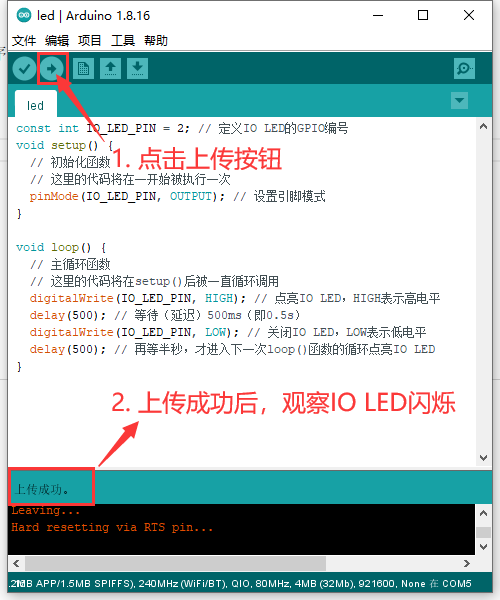 led | Arduino 1.8.16
文件 编辑 项目 工具 帮助
led
const int IO_LED_PIN = 2; // 定义IO LED的GPIO编号
void setup() {
// 初始化函数
1. 点击上传按钮
// 这里的代码将在一开始被执行一次
pinMode(IO_LED_PIN, OUTPUT); // 设置引脚模式
}
void loop() {
// 主循环函数
// 这里的代码将在setup()后被一直循环调用
digitalWrite(IO_LED_PIN, HIGH); // 点亮IO LED，HIGH表示高电平
delay(500); // 等待（延迟）500ms（即0.5s）
digitalWrite(IO_LED_PIN, LOW); // 关闭IO LED，LOW表示低电平
delay(500); // 再等半秒，才进入下一次loop()函数的循环点亮IO LED
}
2. 上传成功后，观察IO LED闪烁
上传成功。
Leaving...
Hard resetting via RTS pin...
.2MB APP/1.5MB SPIFFS), 240MHz (WiFi/BT), QIO, 80MHz, 4MB (32Mb), 921600, None 在 COM5